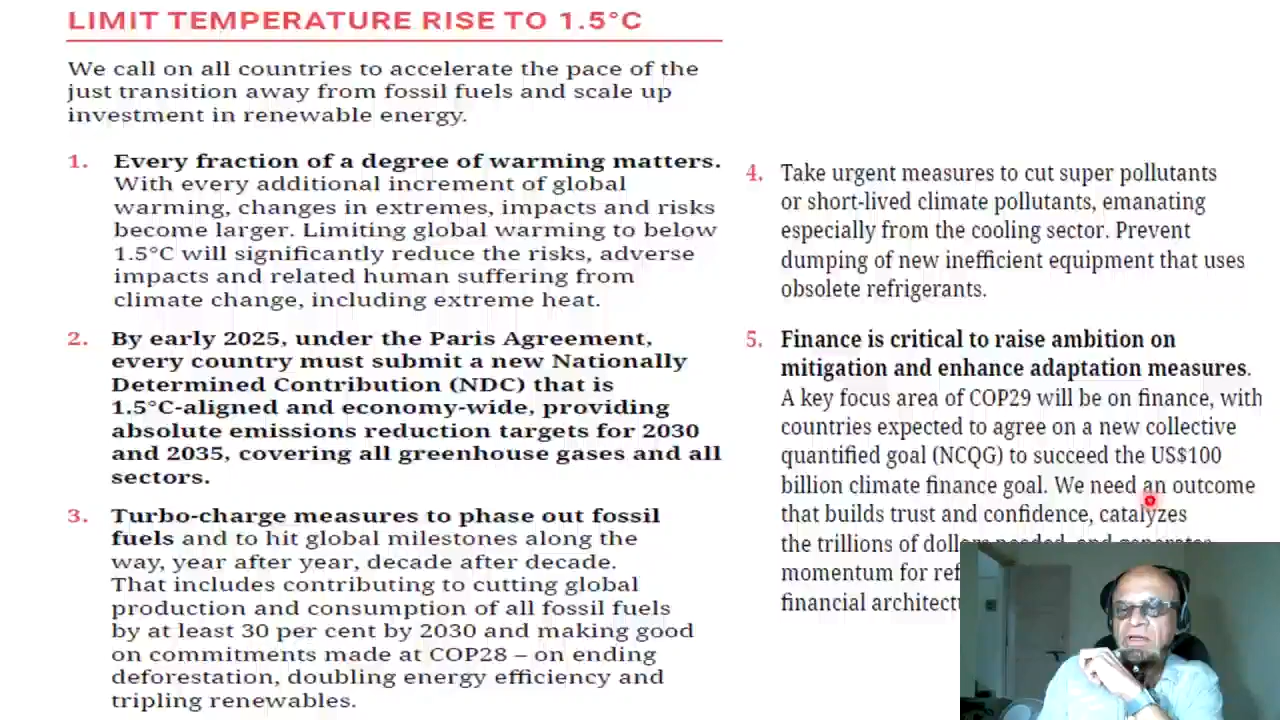 LIMIT TEMPERATURE RISE TO 1.5°C
We call on all countries to accelerate the pace of the
just transition away from fossil fuels and scale up
investment in renewable energy.
1. Every fraction of a degree of warming matters.
With every additional increment of global
warming, changes in extremes, impacts and risks
become larger. Limiting global warming to below
1.5°C will significantly reduce the risks, adverse
impacts and related human suffering from
climate change, including extreme heat.
2. By early 2025, under the Paris Agreement,
every country must submit a new Nationally
Determined Contribution (NDC) that is
1.5°C-aligned and economy-wide, providing
absolute emissions reduction targets for 2030
and 2035, covering all greenhouse gases and all
sectors.
3. Turbo-charge measures to phase out fossil
fuels and to hit global milestones along the
way, year after year, decade after decade.
That includes contributing to cutting global
production and consumption of all fossil fuels
by at least 30 per cent by 2030 and making good
on commitments made at COP28 – on ending
deforestation, doubling energy efficiency and
tripling renewables.
4. Take urgent measures to cut super pollutants
or short-lived climate pollutants, emanating
especially from the cooling sector. Prevent
dumping of new inefficient equipment that uses
obsolete refrigerants.
5. Finance is critical to raise ambition on
mitigation and enhance adaptation measures.
A key focus area of COP29 will be on finance, with
countries expected to agree on a new collective
quantified goal (NCQG) to succeed the US$100
billion climate finance goal. We need an outcome
that builds trust and confidence, catalyzes
the trillions of dollars needed, and generates
momentum for
financial